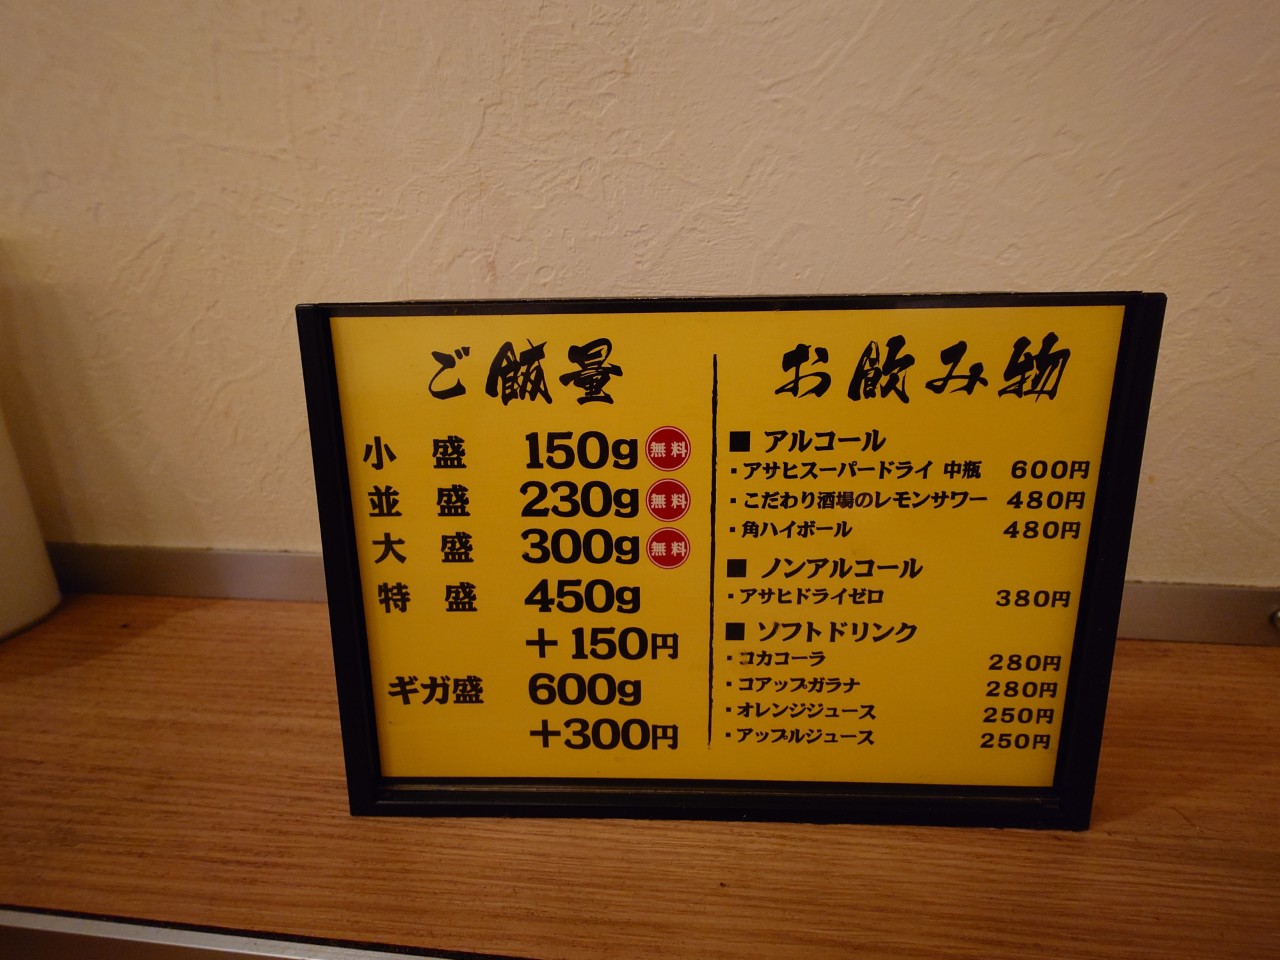 ご飯量
小盛 150g 無料
並盛 230g 無料
大盛 300g 無料
特盛 450g
＋150円
ギガ盛 600g
＋300円
お飲み物
■ アルコール
・アサヒスーパードライ 中瓶 600円
・こだわり酒場のレモンサワー 480円
・角ハイボール 480円
■ ノンアルコール
・アサヒドライゼロ 380円
■ ソフトドリンク
・コカコーラ 280円
・コアップガラナ 280円
・オレンジジュース 250円
・アップルジュース 250円